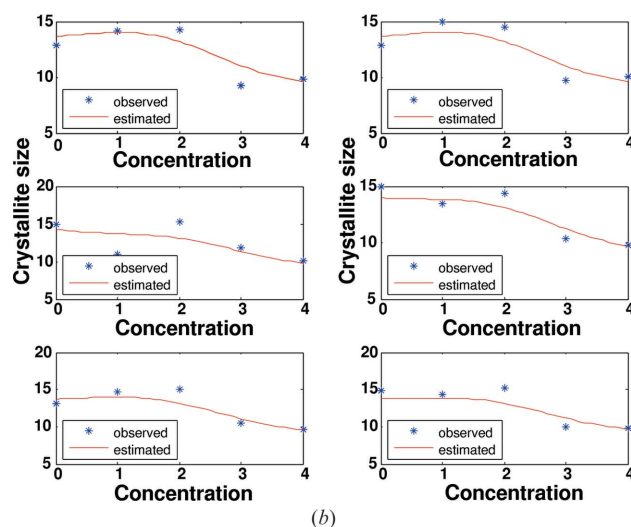 15
10
5
observed
estimated
0 1 2 3 4
Concentration
15
10
5
observed
estimated
0 1 2 3 4
Concentration
Crystallite size
20
15
10
5
observed
estimated
0 1 2 3 4
Concentration
Crystallite size
15
10
5
observed
estimated
0 1 2 3 4
Concentration
20
15
10
5
observed
estimated
0 1 2 3 4
Concentration
20
15
10
5
observed
estimated
0 1 2 3 4
Concentration
(b)